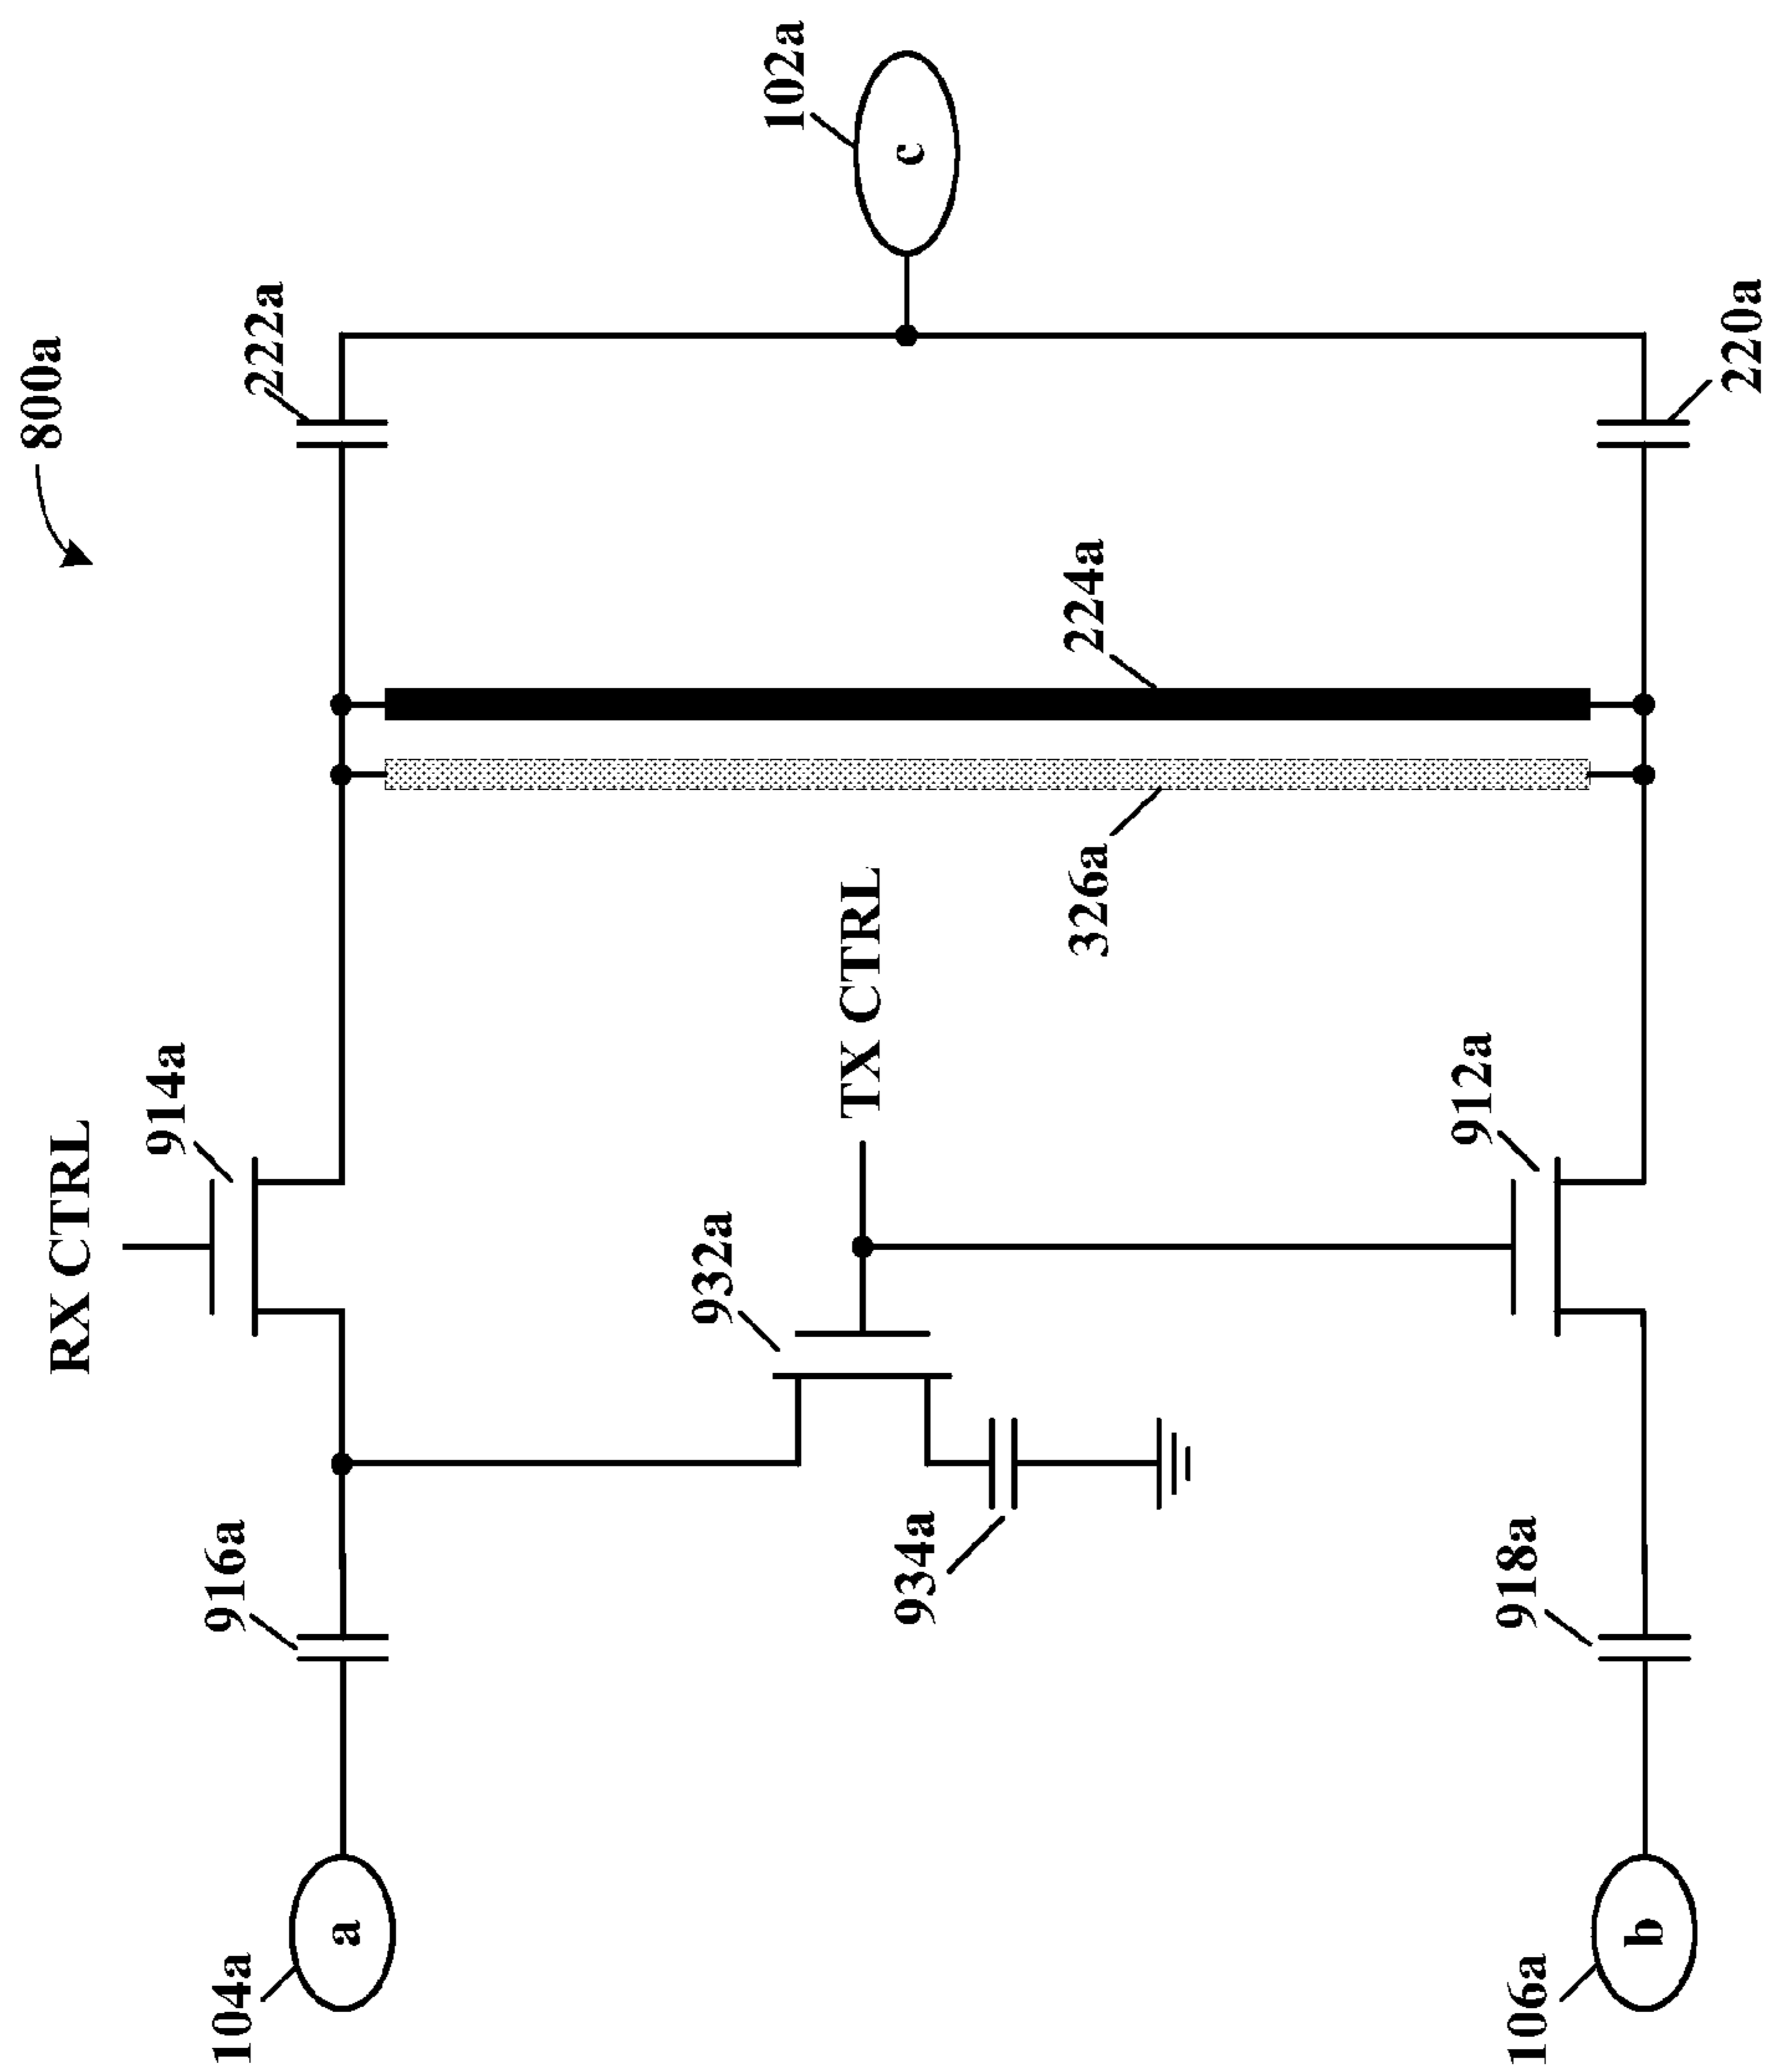 800a
RX CTRL
914a
222a
102a
c
932a
TX CTRL
224a
326a
916a
934a
104a
a
912a
220a
918a
106a
b